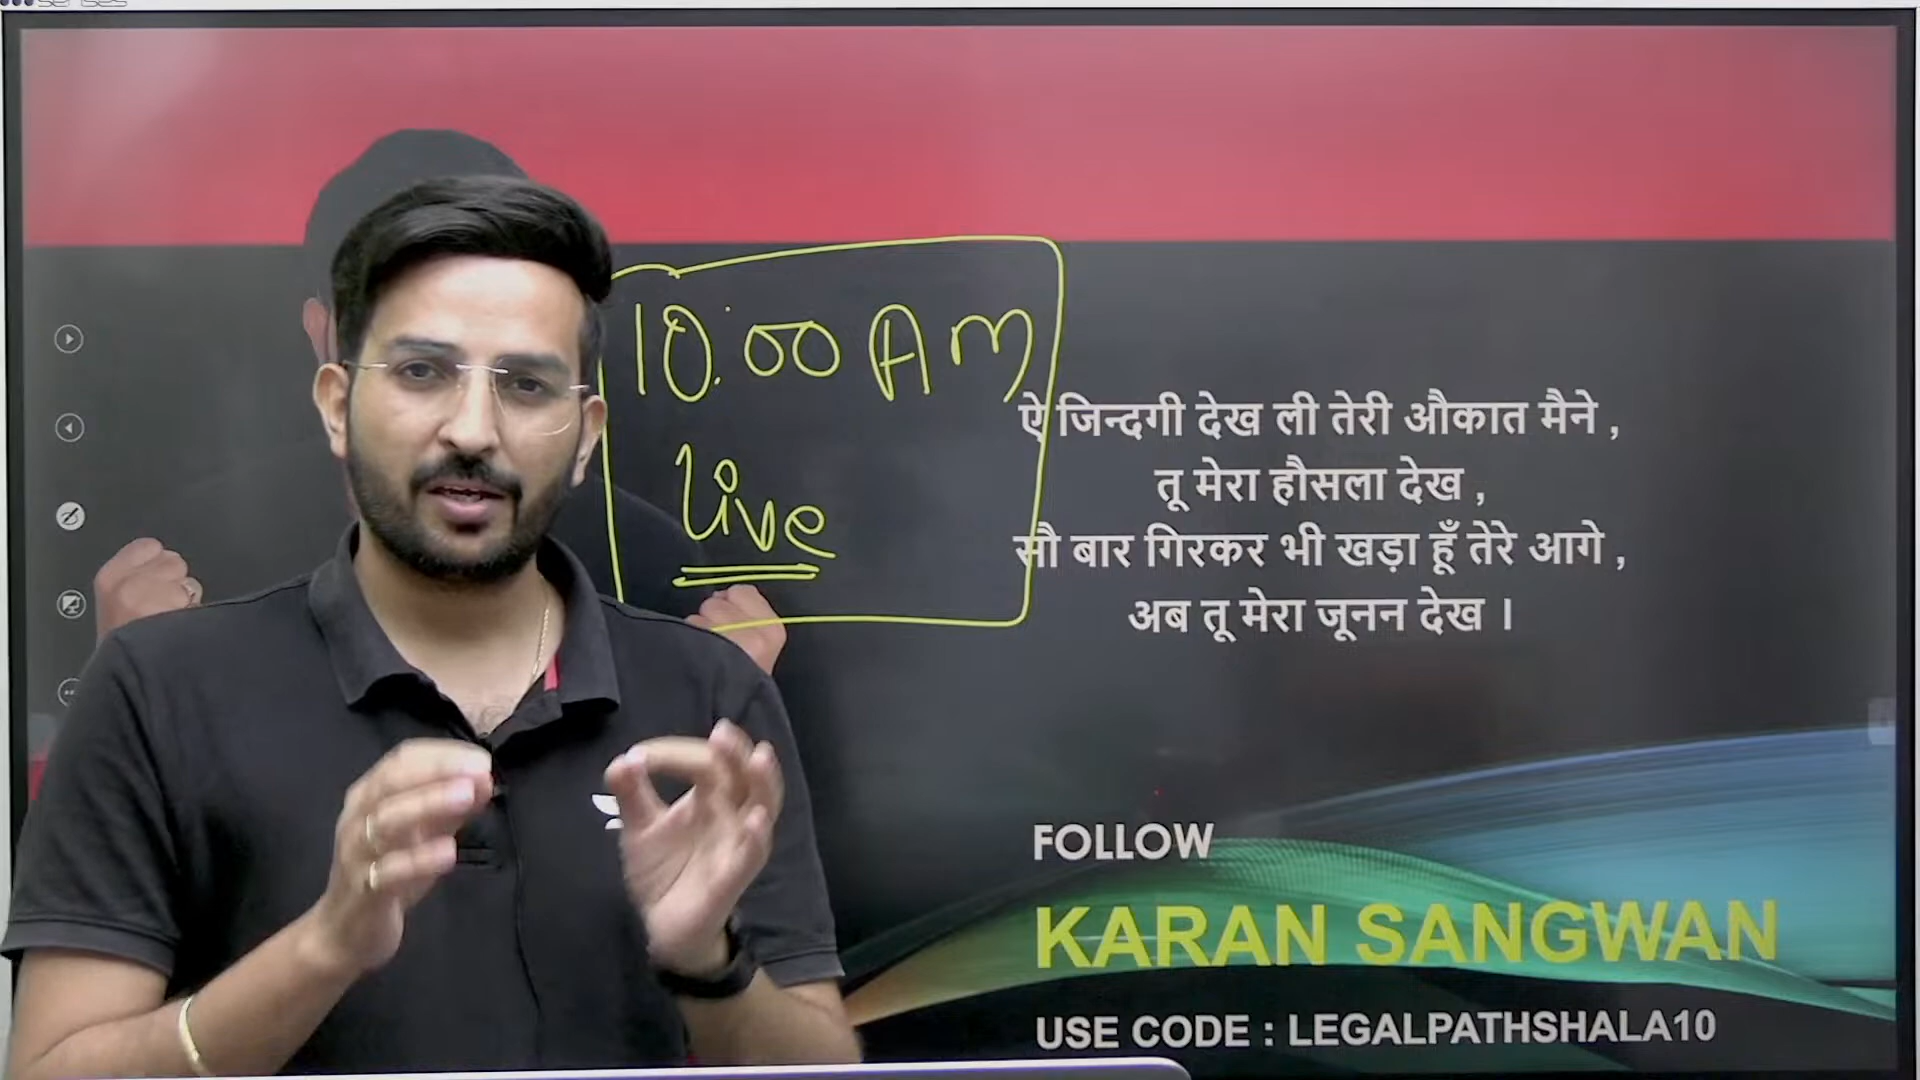 10:00 AM
Live
ऐ जिन्दगी देख ली तेरी औकात मैने ,
तू मेरा हौसला देख ,
सौ बार गिरकर भी खड़ा हूँ तेरे आगे ,
अब तू मेरा जूनन देख ।
FOLLOW
KARAN SANGWAN
USE CODE : LEGALPATHSHALA10